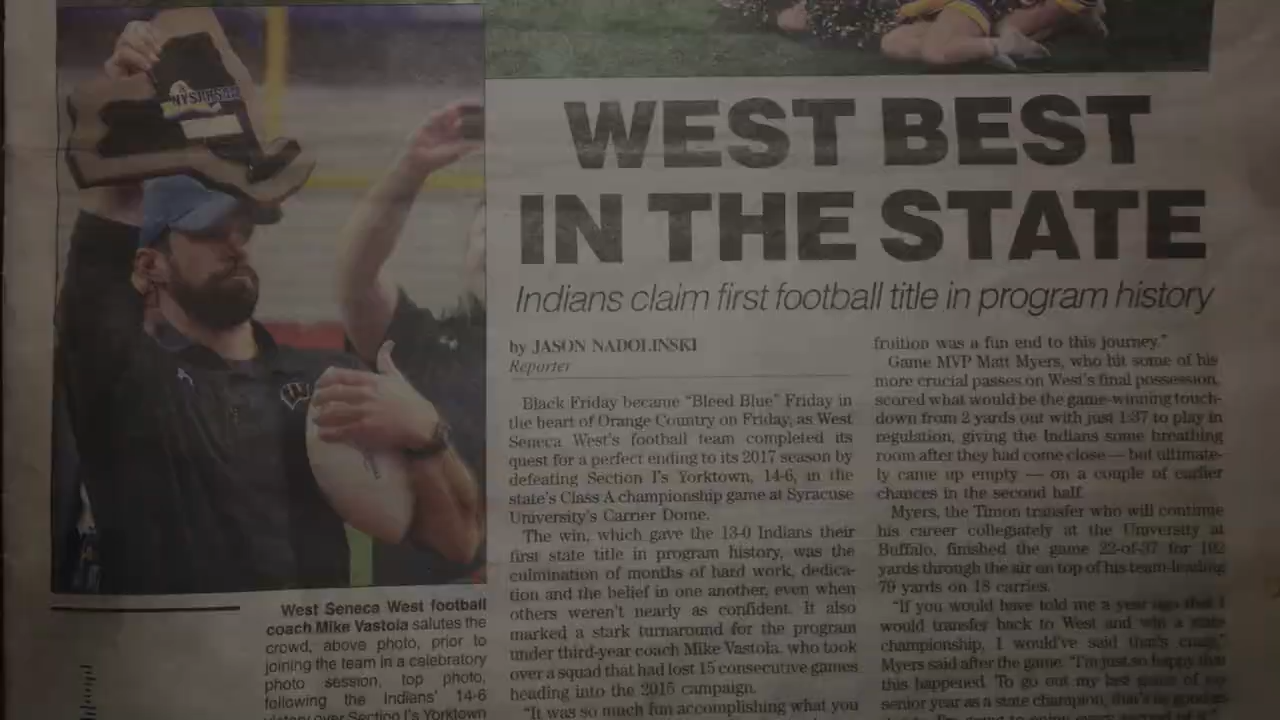 NYSPHSAA
WEST BEST
IN THE STATE
Indians claim first football title in program history
by JASON NADOLINSKI
Reporter
Black Friday became “Bleed Blue” Friday in
the heart of Orange Country on Friday, as West
Seneca West's football team completed its
quest for a perfect ending to its 2017 season by
defeating Section I's Yorktown, 14-6, in the
state's Class A championship game at Syracuse
University's Carrier Dome.
The win, which gave the 13-0 Indians their
first state title in program history, was the
culmination of months of hard work, dedica-
tion and the belief in one another, even when
others weren't nearly as confident. It also
marked a stark turnaround for the program
under third-year coach Mike Vastola, who took
over a squad that had lost 15 consecutive games
heading into the 2015 campaign.
“It was so much fun accomplishing what you
fruition was a fun end to this journey.”
Game MVP Matt Myers, who hit some of his
more crucial passes on West's final possession,
scored what would be the game-winning touch-
down from 2 yards out with just 1:37 to play in
regulation, giving the Indians some breathing
room after they had come close — but ultimate-
ly came up empty — on a couple of earlier
chances in the second half.
Myers, the Timon transfer who will continue
his career collegiately at the University at
Buffalo, finished the game 22-of-37 for 192
yards through the air on top of his team-leading
79 yards on 18 carries.
“If you would have told me a year ago that I
would transfer back to West and win a state
championship, I would've said that's crazy,”
Myers said after the game. “I'm just so happy that
this happened. To go out my last game of my
senior year as a state champion, that's as good as
West Seneca West football
coach Mike Vastola salutes the
crowd, above photo, prior to
joining the team in a celebratory
photo session, top photo,
following the Indians' 14-6
victory over Section I's Yorktown